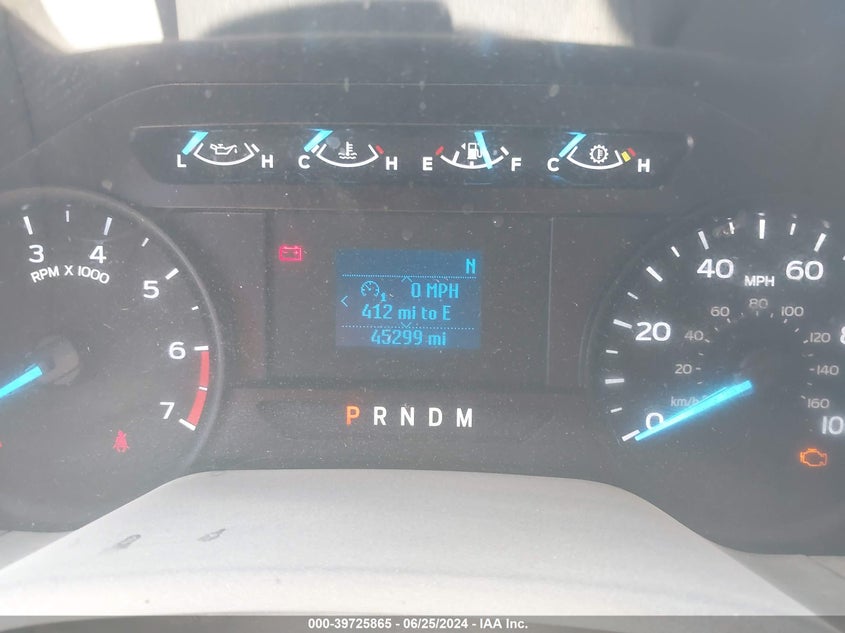 L H C H E F C H
3 4 5 6 7
RPM X 1000
N
0 MPH
412 mi to E
45299 mi
P R N D M
0 20 40 60
MPH
20 40 60 80 100 120 140 160
km/h
10
000-39725865 - 06/25/2024 - IAA Inc.